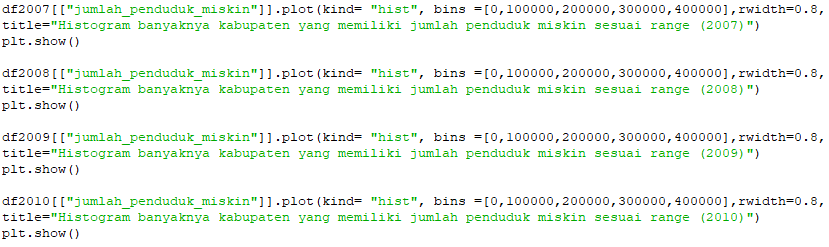 df2007[["jumlah_penduduk_miskin"]].plot(kind= "hist", bins =[0,100000,200000,300000,400000],rwidth=0.8,
title="Histogram banyaknya kabupaten yang memiliki jumlah penduduk miskin sesuai range (2007)")
plt.show()
df2008[["jumlah_penduduk_miskin"]].plot(kind= "hist", bins =[0,100000,200000,300000,400000],rwidth=0.8,
title="Histogram banyaknya kabupaten yang memiliki jumlah penduduk miskin sesuai range (2008)")
plt.show()
df2009[["jumlah_penduduk_miskin"]].plot(kind= "hist", bins =[0,100000,200000,300000,400000],rwidth=0.8,
title="Histogram banyaknya kabupaten yang memiliki jumlah penduduk miskin sesuai range (2009)")
plt.show()
df2010[["jumlah_penduduk_miskin"]].plot(kind= "hist", bins =[0,100000,200000,300000,400000],rwidth=0.8,
title="Histogram banyaknya kabupaten yang memiliki jumlah penduduk miskin sesuai range (2010)")
plt.show()